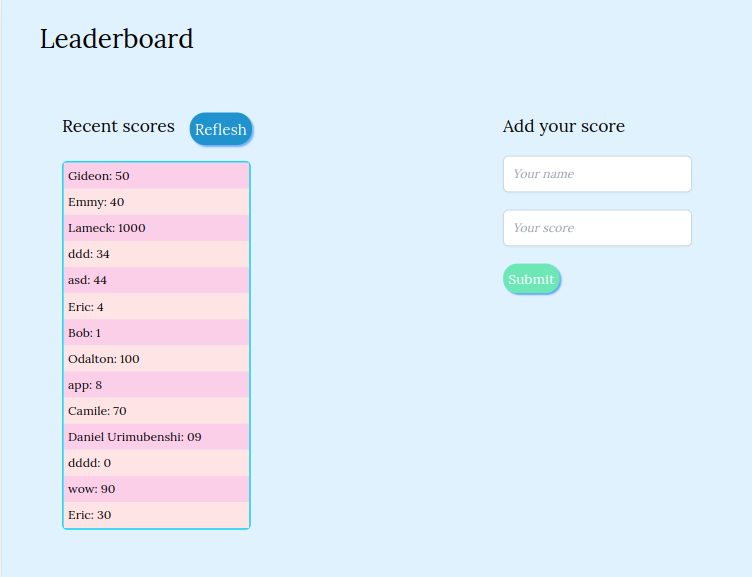 Leaderboard
Recent scores
Reflesh
Gideon: 50
Emmy: 40
Lameck: 1000
ddd: 34
asd: 44
Eric: 4
Bob: 1
Odalton: 100
app: 8
Camile: 70
Daniel Urimubenshi: 09
dddd: 0
wow: 90
Eric: 30
Add your score
Your name
Your score
Submit